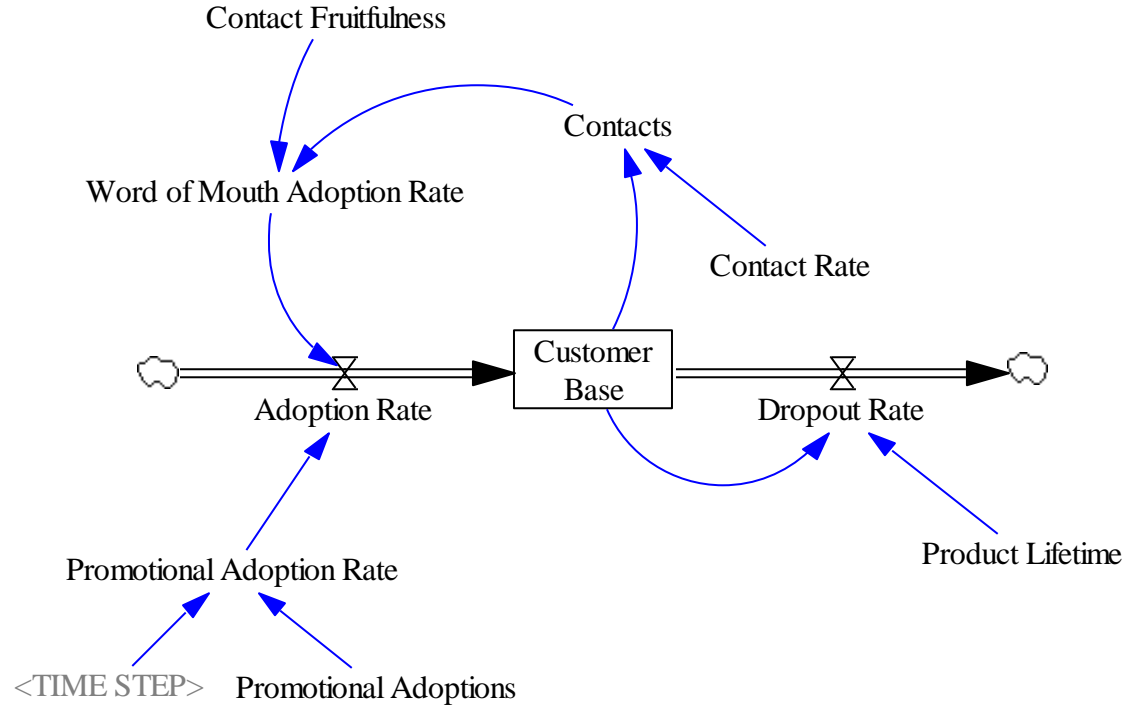 Contact Fruitfulness
Contacts
Word of Mouth Adoption Rate
Contact Rate
Customer
Base
Adoption Rate
Dropout Rate
Product Lifetime
Promotional Adoption Rate
<TIME STEP>
Promotional Adoptions